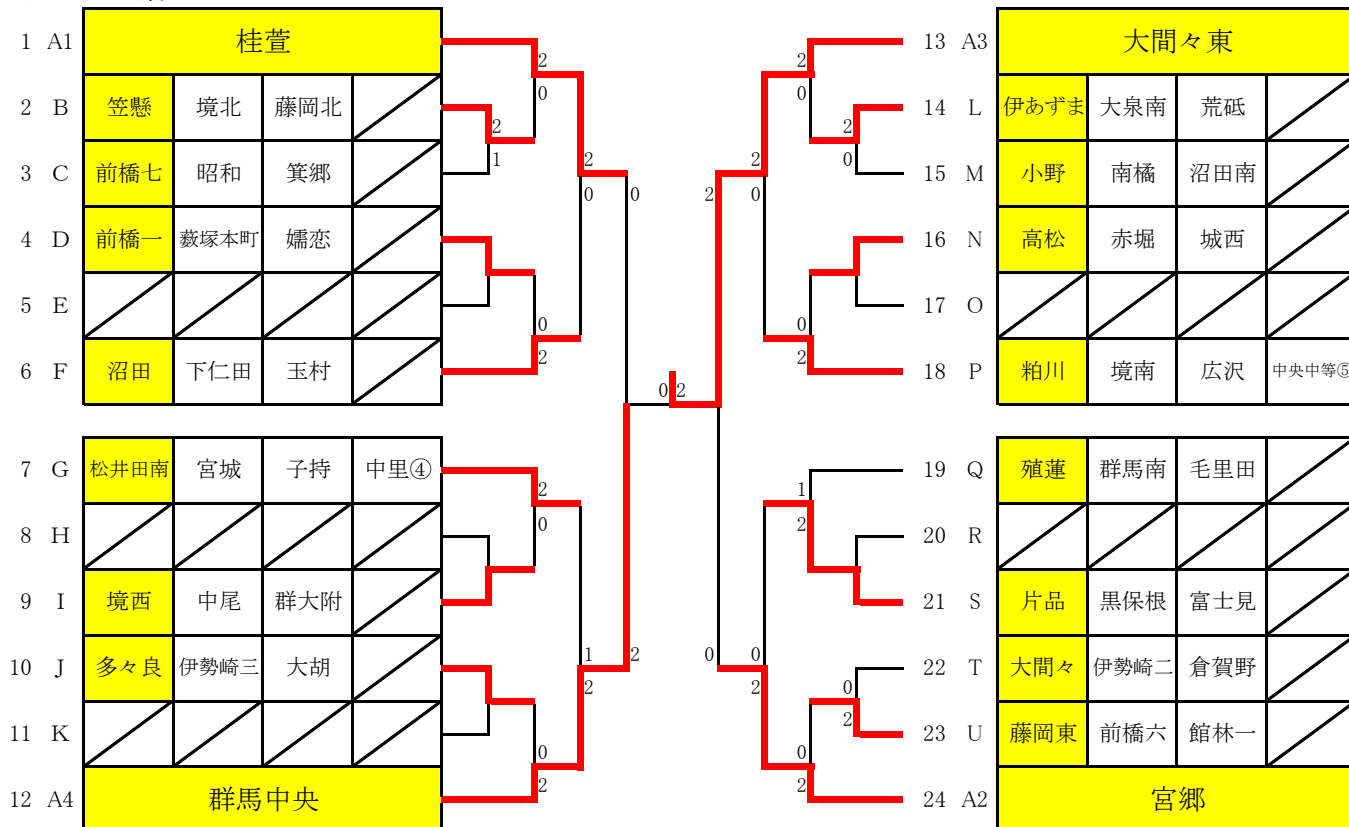 1 A1 桂萱
2 B 笠懸 境北 藤岡北
3 C 前橋七 昭和 箕郷
4 D 前橋一 薮塚本町 嬬恋
5 E
6 F 沼田 下仁田 玉村
7 G 松井田南 宮城 子持 中里④
8 H
9 I 境西 中尾 群大附
10 J 多々良 伊勢崎三 大胡
11 K
12 A4 群馬中央
2
0
2
1
2
0
0
0
2
0
2
2
0
1
2
2
0
2
2
0
2
0
2
0
2
2
0
0
2
1
2
0
0
2
0
2
0
2
13 A3 大間々東
14 L 伊あずま 大泉南 荒砥
15 M 小野 南橘 沼田南
16 N 高松 赤堀 城西
17 O
18 P 粕川 境南 広沢 中央中等⑤
19 Q 殖蓮 群馬南 毛里田
20 R
21 S 片品 黒保根 富士見
22 T 大間々 伊勢崎二 倉賀野
23 U 藤岡東 前橋六 館林一
24 A2 宮郷